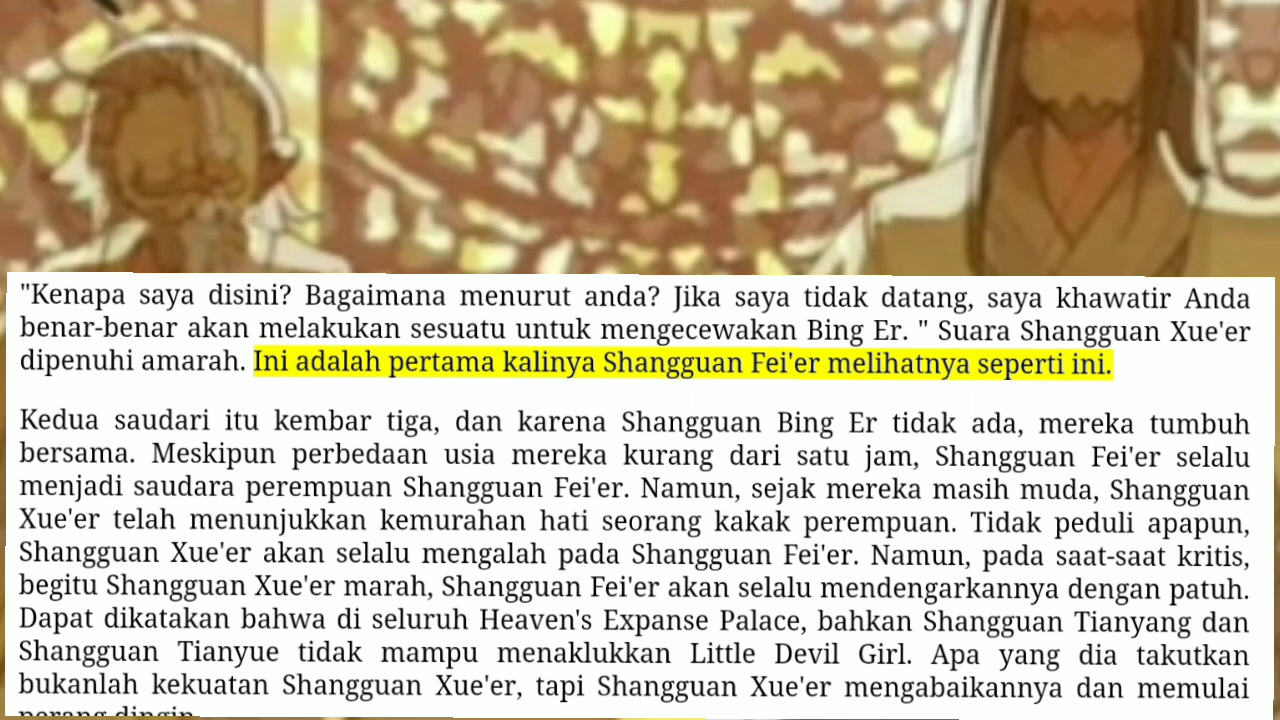 "Kenapa saya disini? Bagaimana menurut anda? Jika saya tidak datang, saya khawatir Anda
benar-benar akan melakukan sesuatu untuk mengecewakan Bing Er. " Suara Shangguan Xue'er
dipenuhi amarah. Ini adalah pertama kalinya Shangguan Fei'er melihatnya seperti ini.
Kedua saudari itu kembar tiga, dan karena Shangguan Bing Er tidak ada, mereka tumbuh
bersama. Meskipun perbedaan usia mereka kurang dari satu jam, Shangguan Fei'er selalu
menjadi saudara perempuan Shangguan Fei'er. Namun, sejak mereka masih muda, Shangguan
Xue'er telah menunjukkan kemurahan hati seorang kakak perempuan. Tidak peduli apapun,
Shangguan Xue'er akan selalu mengalah pada Shangguan Fei'er. Namun, pada saat-saat kritis,
begitu Shangguan Xue'er marah, Shangguan Fei'er akan selalu mendengarkannya dengan patuh.
Dapat dikatakan bahwa di seluruh Heaven's Expanse Palace, bahkan Shangguan Tianyang dan
Shangguan Tianyue tidak mampu menaklukkan Little Devil Girl. Apa yang dia takutkan
bukanlah kekuatan Shangguan Xue'er, tapi Shangguan Xue'er mengabaikannya dan memulai
perang dingin.